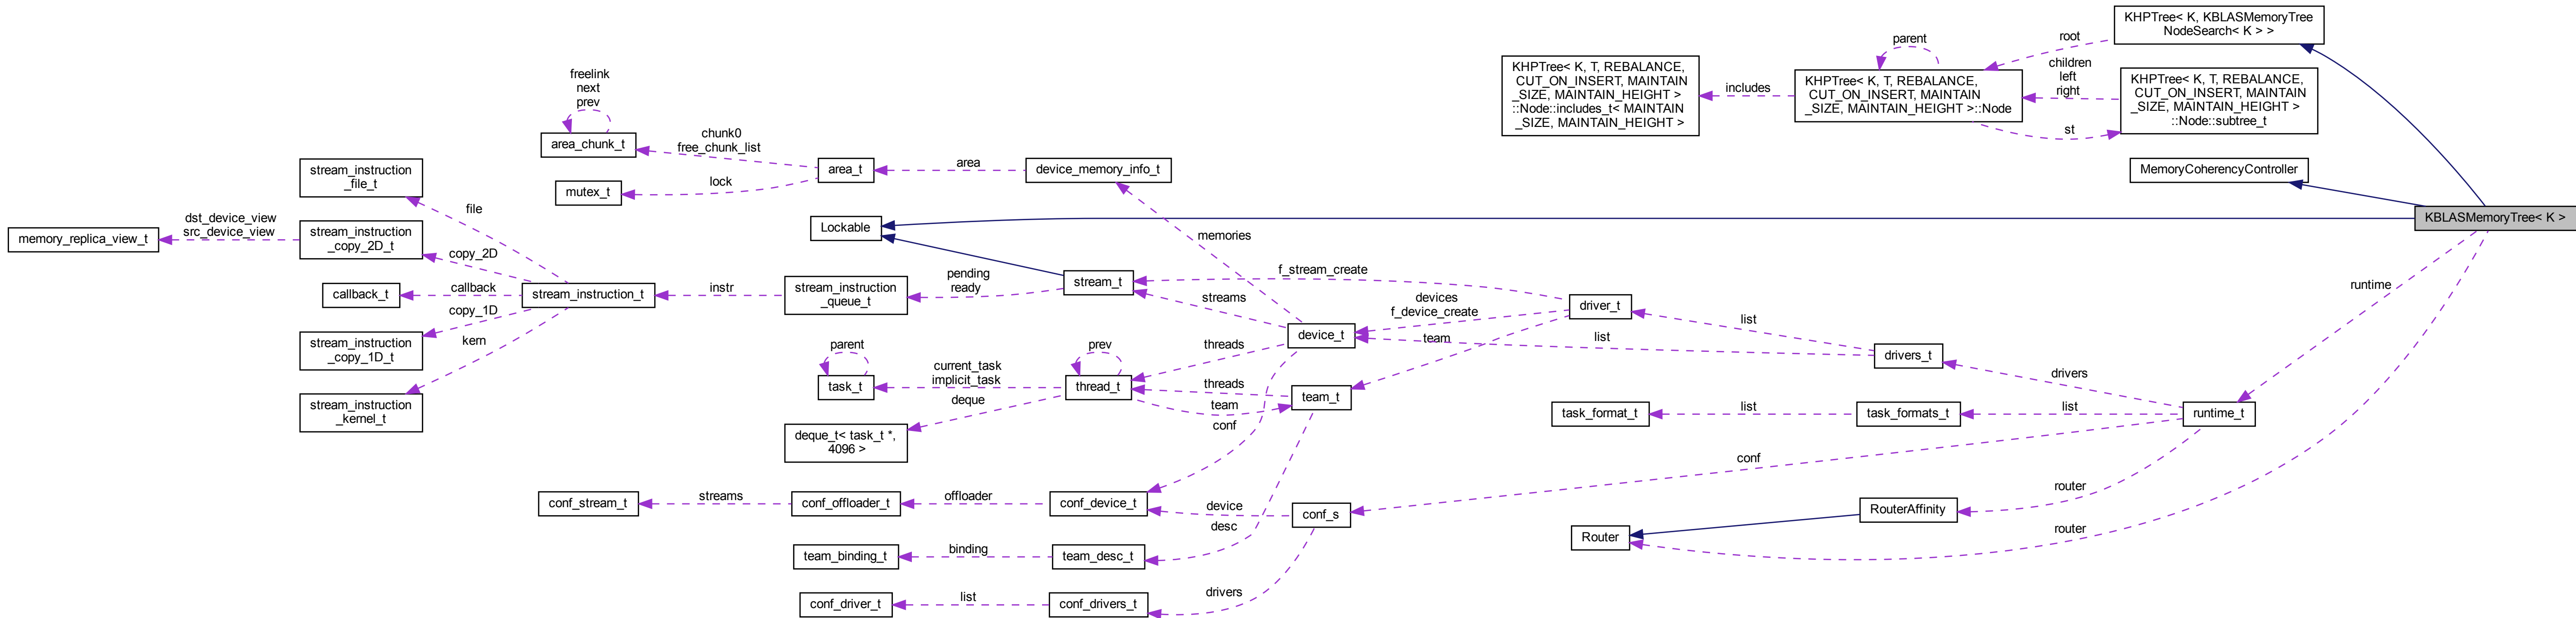 KHPTree< K, KBLASMemoryTree
NodeSearch< K > >
root
parent
children
left
right
KHPTree< K, T, REBALANCE,
CUT_ON_INSERT, MAINTAIN
_SIZE, MAINTAIN_HEIGHT >
::Node::includes_t< MAINTAIN
_SIZE, MAINTAIN_HEIGHT >
includes
KHPTree< K, T, REBALANCE,
CUT_ON_INSERT, MAINTAIN
_SIZE, MAINTAIN_HEIGHT >::Node
KHPTree< K, T, REBALANCE,
CUT_ON_INSERT, MAINTAIN
_SIZE, MAINTAIN_HEIGHT >
::Node::subtree_t
st
freelink
next
prev
area_chunk_t
chunk0
free_chunk_list
mutex_t
lock
area_t
area
device_memory_info_t
MemoryCoherencyController
KBLASMemoryTree< K >
stream_instruction
_file_t
file
memory_replica_view_t
dst_device_view
src_device_view
stream_instruction
_copy_2D_t
copy_2D
callback_t
callback
stream_instruction_t
copy_1D
stream_instruction
_copy_1D_t
kern
stream_instruction
_kernel_t
instr
stream_instruction
_queue_t
pending
ready
Lockable
stream_t
memories
f_stream_create
streams
devices
f_device_create
driver_t
device_t
team
list
list
drivers_t
drivers
runtime
parent
task_t
current_task
implicit_task
deque
prev
thread_t
threads
threads
team
conf
team_t
deque_t< task_t *,
4096 >
task_format_t
list
task_formats_t
list
runtime_t
conf
router
router
conf_stream_t
streams
conf_offloader_t
offloader
conf_device_t
device
desc
conf_s
RouterAffinity
Router
team_binding_t
binding
team_desc_t
conf_driver_t
list
conf_drivers_t
drivers